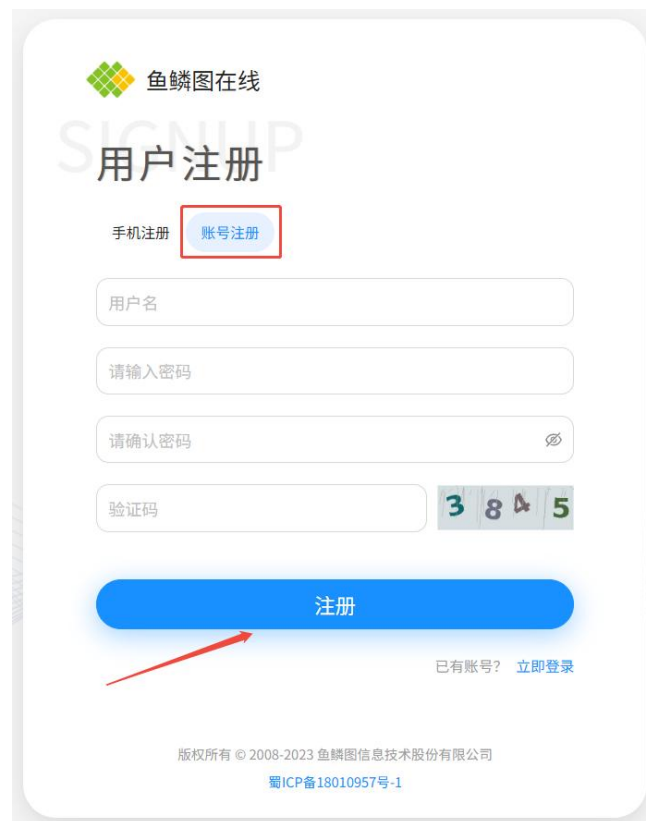 鱼鳞图在线
SIGNUP
用户注册
手机注册 账号注册
用户名
请输入密码
请确认密码
验证码 3 8 4 5
注册
已有账号? 立即登录
版权所有 © 2008-2023 鱼鳞图信息技术股份有限公司
蜀ICP备18010957号-1